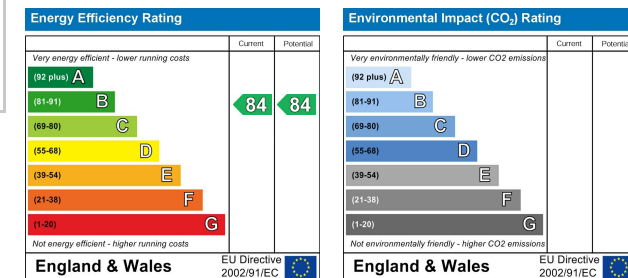 Energy Efficiency Rating
Current Potential
Very energy efficient - lower running costs
(92 plus) A
(81-91) B
84 84
(69-80) C
(55-68) D
(39-54) E
(21-38) F
(1-20) G
Not energy efficient - higher running costs
England & Wales
EU Directive
2002/91/EC
Environmental Impact (CO₂) Rating
Current Potentia
Very environmentally friendly - lower CO2 emissions
(92 plus) A
(81-91) B
(69-80) C
(55-68) D
(39-54) E
(21-38) F
(1-20) G
Not environmentally friendly - higher CO2 emissions
England & Wales
EU Directive
2002/91/EC